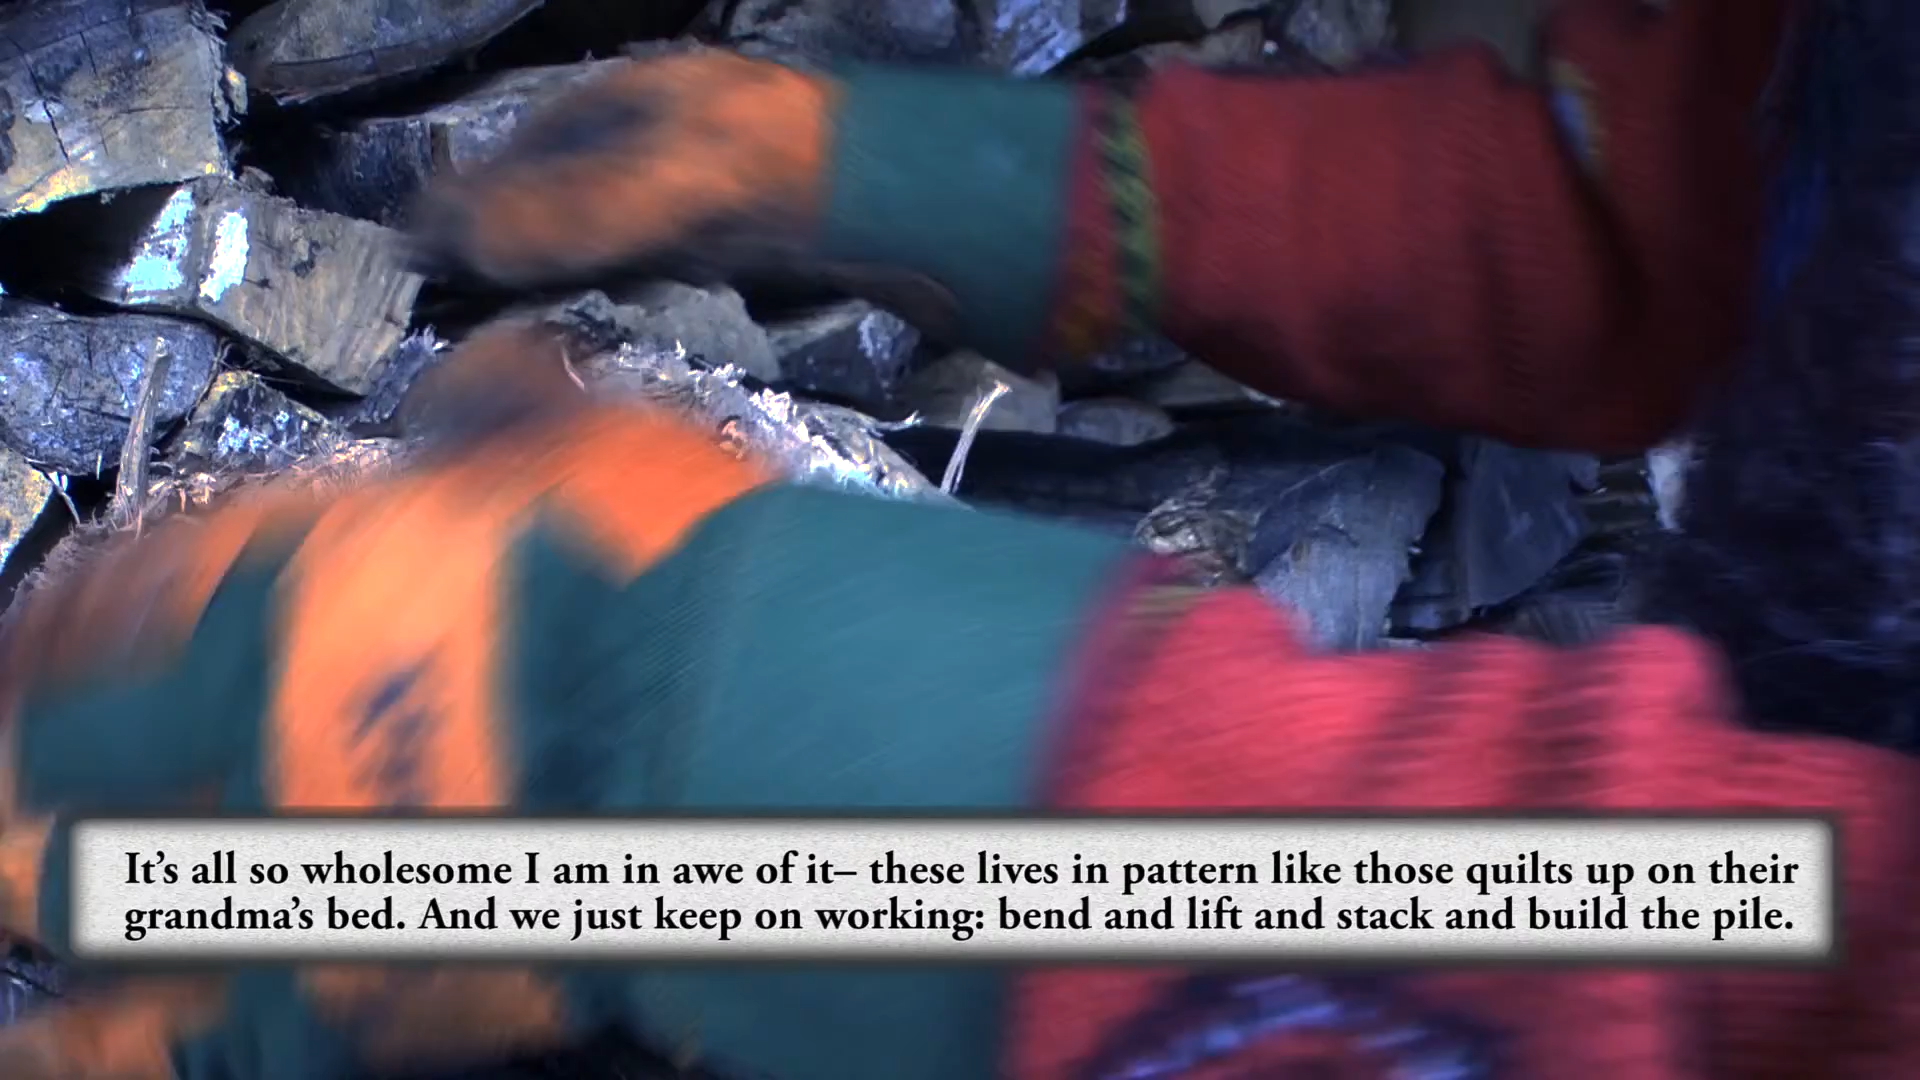 It’s all so wholesome I am in awe of it– these lives in pattern like those quilts up on their
grandma’s bed. And we just keep on working: bend and lift and stack and build the pile.